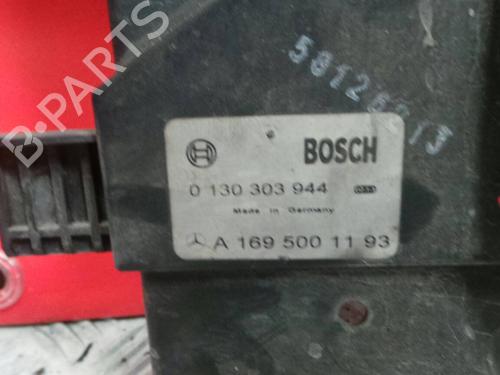 B-PARTS
BOSCH
0 130 303 944
Made in Germany
A 169 500 11 93